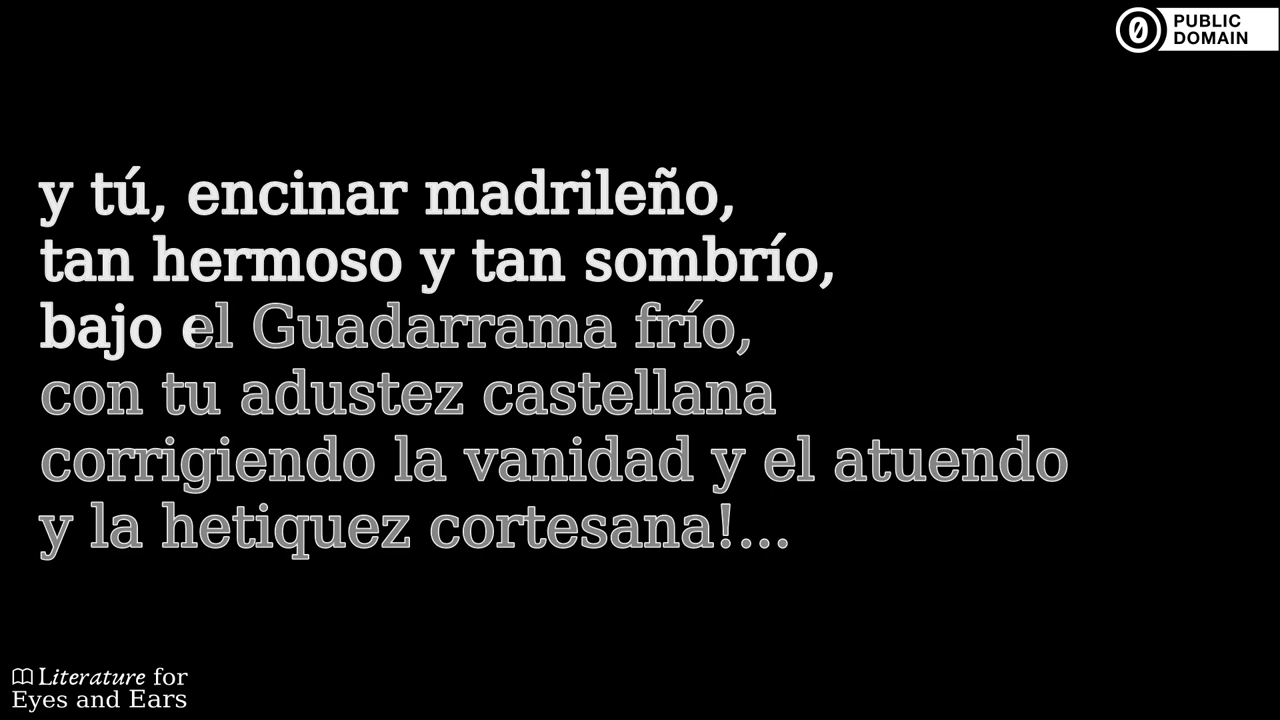 PUBLIC
DOMAIN
y tú, encinar madrileño,
tan hermoso y tan sombrío,
bajo el Guadarrama frío,
con tu adustez castellana
corrigiendo la vanidad y el atuendo
y la hetiquez cortesana!...
Literature for
Eyes and Ears